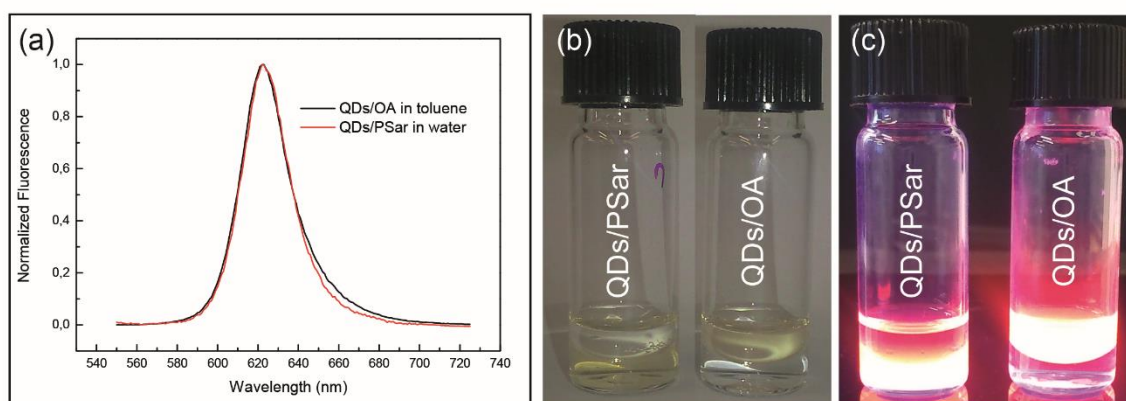 (a)
1,0
0,8
0,6
0,4
0,2
0,0
Normalized Fluorescence
QDs/OA in toluene
QDs/PSar in water
540 560 580 600 620 640 660 680 700 720 740
Wavelength (nm)
(b)
QDs/PSar
QDs/OA
(c)
QDs/PSar
QDs/OA